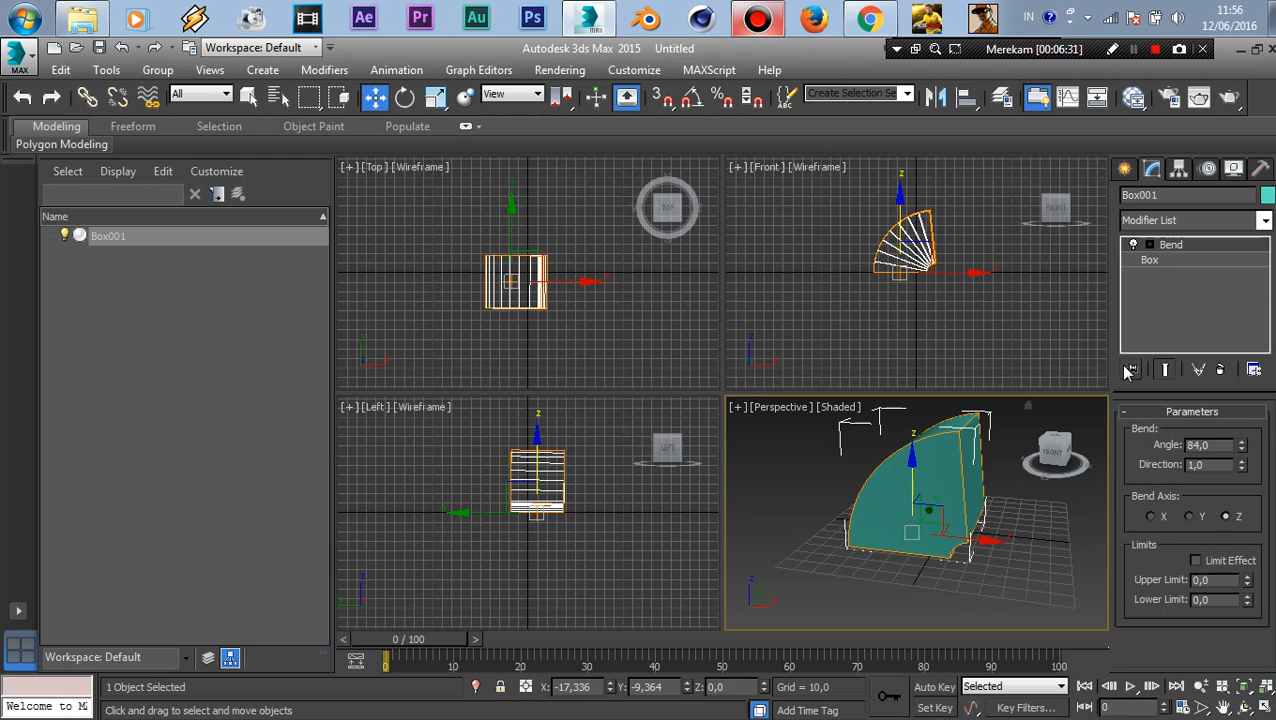 Ae Pr Au Ps
IN 11:56
12/06/2016
MAX Workspace: Default Autodesk 3ds Max 2015 Untitled Merekam [00:06:31]
Edit Tools Group Views Create Modifiers Animation Graph Editors Rendering Customize MAXScript Help
All View Create Selection Se
Modeling Freeform Selection Object Paint Populate
Polygon Modeling
Select Display Edit Customize
[+] [Top] [Wireframe] [+] [Front] [Wireframe]
TOP FRONT
Box001
Name
Modifier List
Box001
Bend
Box
[+] [Left] [Wireframe] [+] [Perspective] [Shaded]
LEFT FRONT
Parameters
Bend:
Angle: 84,0
Direction: 1,0
Bend Axis:
X Y Z
Limits
Limit Effect
Upper Limit: 0,0
Lower Limit: 0,0
< 0 / 100 >
Workspace: Default
0 10 20 30 40 50 60 70 80 90 100
1 Object Selected X: -17,336 Y: -9,364 Z: 0,0 Grid = 10,0 Auto Key Selected
Welcome to M Click and drag to select and move objects Add Time Tag Set Key Key Filters... 0